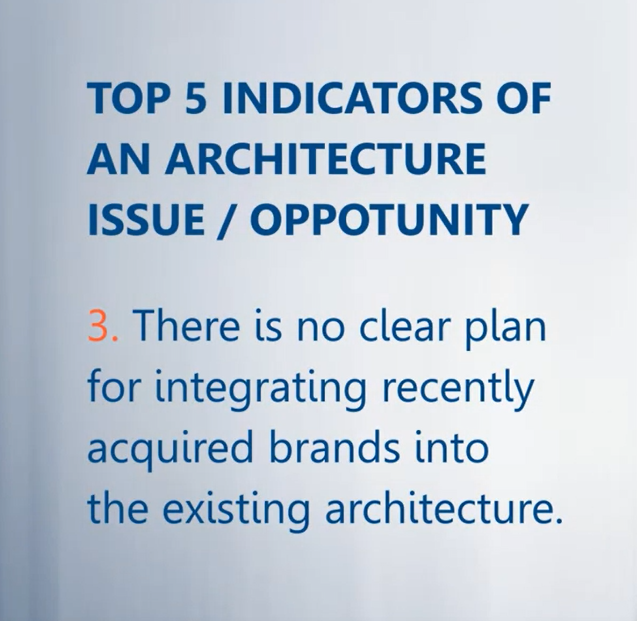 TOP 5 INDICATORS OF
AN ARCHITECTURE
ISSUE / OPPOTUNITY
3. There is no clear plan
for integrating recently
acquired brands into
the existing architecture.